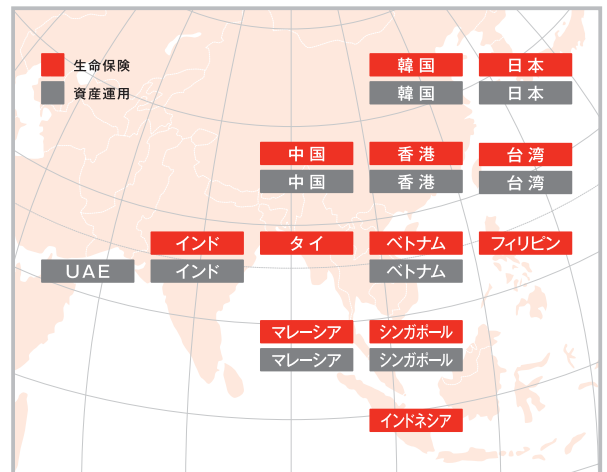 生命保険
資産運用
韓国 日本
韓国 日本
中国 香港 台湾
中国 香港 台湾
インド タイ ベトナム フィリピン
UAE インド ベトナム
マレーシア シンガポール
マレーシア シンガポール
インドネシア